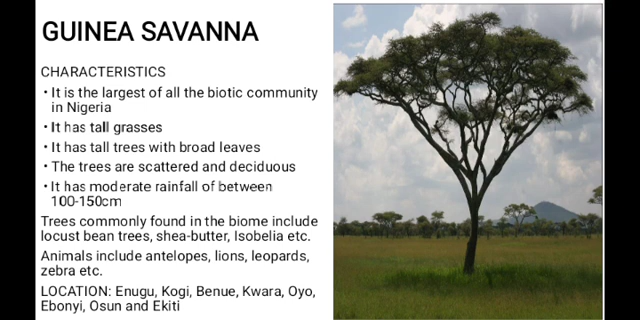 GUINEA SAVANNA
CHARACTERISTICS
• It is the largest of all the biotic community
in Nigeria
• It has tall grasses
• It has tall trees with broad leaves
• The trees are scattered and deciduous
• It has moderate rainfall of between
100-150cm
Trees commonly found in the biome include
locust bean trees, shea-butter, Isobelia etc.
Animals include antelopes, lions, leopards,
zebra etc.
LOCATION: Enugu, Kogi, Benue, Kwara, Oyo,
Ebonyi, Osun and Ekiti